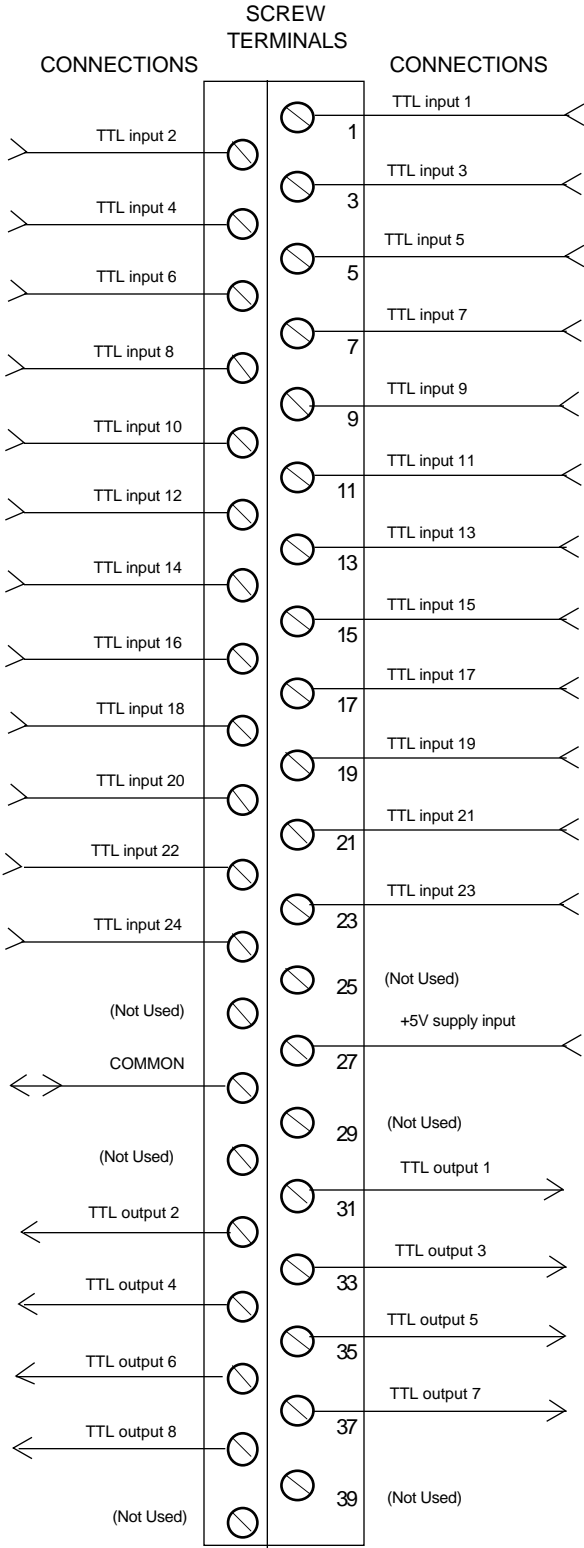 SCREW
TERMINALS
CONNECTIONS
CONNECTIONS
TTL input 1
1
TTL input 2
TTL input 3
3
TTL input 4
TTL input 5
5
TTL input 6
TTL input 7
7
TTL input 8
TTL input 9
9
TTL input 10
TTL input 11
11
TTL input 12
TTL input 13
13
TTL input 14
TTL input 15
15
TTL input 16
TTL input 17
17
TTL input 18
TTL input 19
19
TTL input 20
TTL input 21
21
TTL input 22
TTL input 23
23
TTL input 24
25
(Not Used)
(Not Used)
+5V supply input
27
COMMON
29
(Not Used)
(Not Used)
TTL output 1
31
TTL output 2
TTL output 3
33
TTL output 4
TTL output 5
35
TTL output 6
TTL output 7
37
TTL output 8
39
(Not Used)
(Not Used)